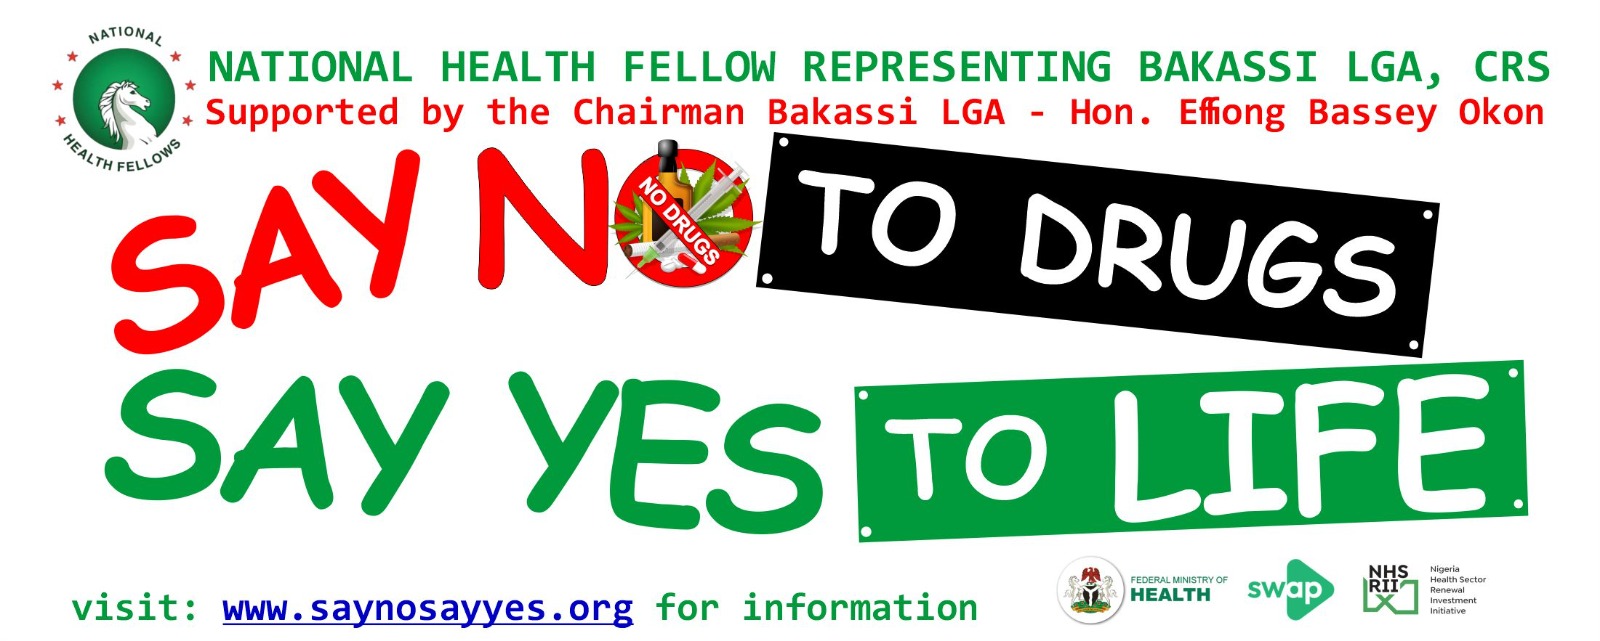 NATIONAL
HEALTH FELLOWS
NATIONAL HEALTH FELLOW REPRESENTING BAKASSI LGA, CRS
Supported by the Chairman Bakassi LGA - Hon. Effiong Bassey Okon
SAY NO TO DRUGS
NO DRUGS
SAY YES TO LIFE
visit: www.saynosayyes.org for information
FEDERAL MINISTRY OF
HEALTH
swap
NHS
RII
Nigeria
Health Sector
Renewal
Investment
Initiative